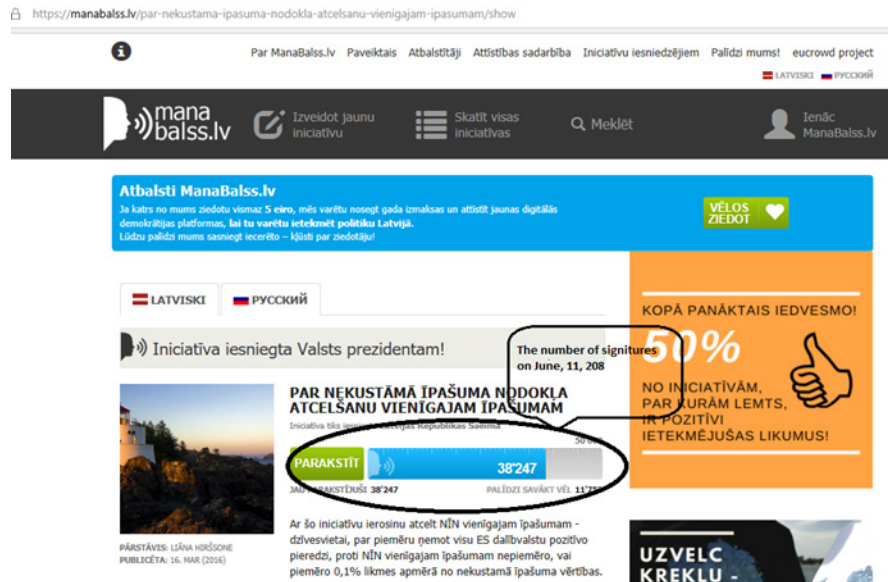 https://manabalss.lv/par-nekustama-ipasuma-nodokla-atcelsanu-vienigajam-ipasumam/show
Par ManaBalss.lv Paveiktais Atbalstītāji Attīstības sadarbība Iniciatīvu iesniedzējiem Palīdzi mums! eucrowd project
LATVISKI РУССКИЙ
mana
balss.lv
Izveidot jaunu
iniciatīvu
Skatīt visas
iniciatīvas
Meklēt
Ienāc
ManaBalss.lv
Atbalsti ManaBalss.lv
Ja katrs no mums ziedotu vismaz 5 eiro, mēs varētu nosegt gada izmaksas un attīstīt jaunas digitālās
demokrātijas platformas, lai tu varētu ietekmēt politiku Latvijā.
Lūdzu palīdzi mums sasniegt iecerēto – kļūsti par ziedotāju!
VĒLOS
ZIEDOT
LATVISKI РУССКИЙ
Iniciatīva iesniegta Valsts prezidentam!
The number of signitures
on June, 11, 208
PAR NEKUSTĀMĀ ĪPAŠUMA NODOKĻA
ATCELŠANU VIENĪGAJAM ĪPAŠUMAM
Iniciatīva tiks Republikas Saeimā
PARAKSTĪT
38'247
JAU PARAKSTĪJUŠI 38'247
PALĪDZI SAVĀKT VĒL
Ar šo iniciatīvu ierosinu atcelt NĪN vienīgajam īpašumam -
dzīvesvietai, par piemēru ņemot visu ES dalībvalstu pozitīvo
pieredzi, proti NĪN vienīgajam īpašumam nepiemēro, vai
piemēro 0,1% likmes apmērā no nekustamā īpašuma vērtības.
PĀRSTĀVIS: LIĀNA HIRŠSONE
PUBLICĒTA: 16. MAR (2016)
KOPĀ PANĀKTAIS IEDVESMO!
50%
NO INICIATĪVĀM,
PAR KURĀM LEMTS,
IR POZITĪVI
IETEKMĒJUŠAS LIKUMUS!
UZVELC
KREKLU -